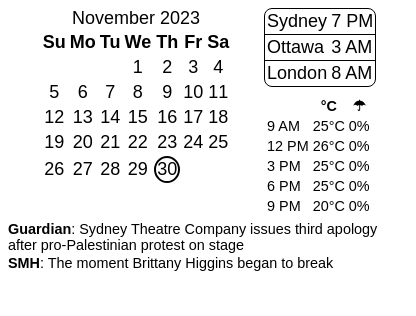 November 2023
Su Mo Tu We Th Fr Sa
1 2 3 4
5 6 7 8 9 10 11
12 13 14 15 16 17 18
19 20 21 22 23 24 25
26 27 28 29 30
Sydney 7 PM
Ottawa 3 AM
London 8 AM
°C ☂
9 AM 25°C 0%
12 PM 26°C 0%
3 PM 25°C 0%
6 PM 25°C 0%
9 PM 20°C 0%
Guardian: Sydney Theatre Company issues third apology
after pro-Palestinian protest on stage
SMH: The moment Brittany Higgins began to break